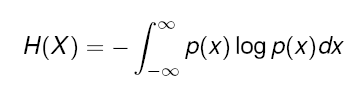 H(X) = − ∫_{−∞}^{∞} p(x) log p(x)dx